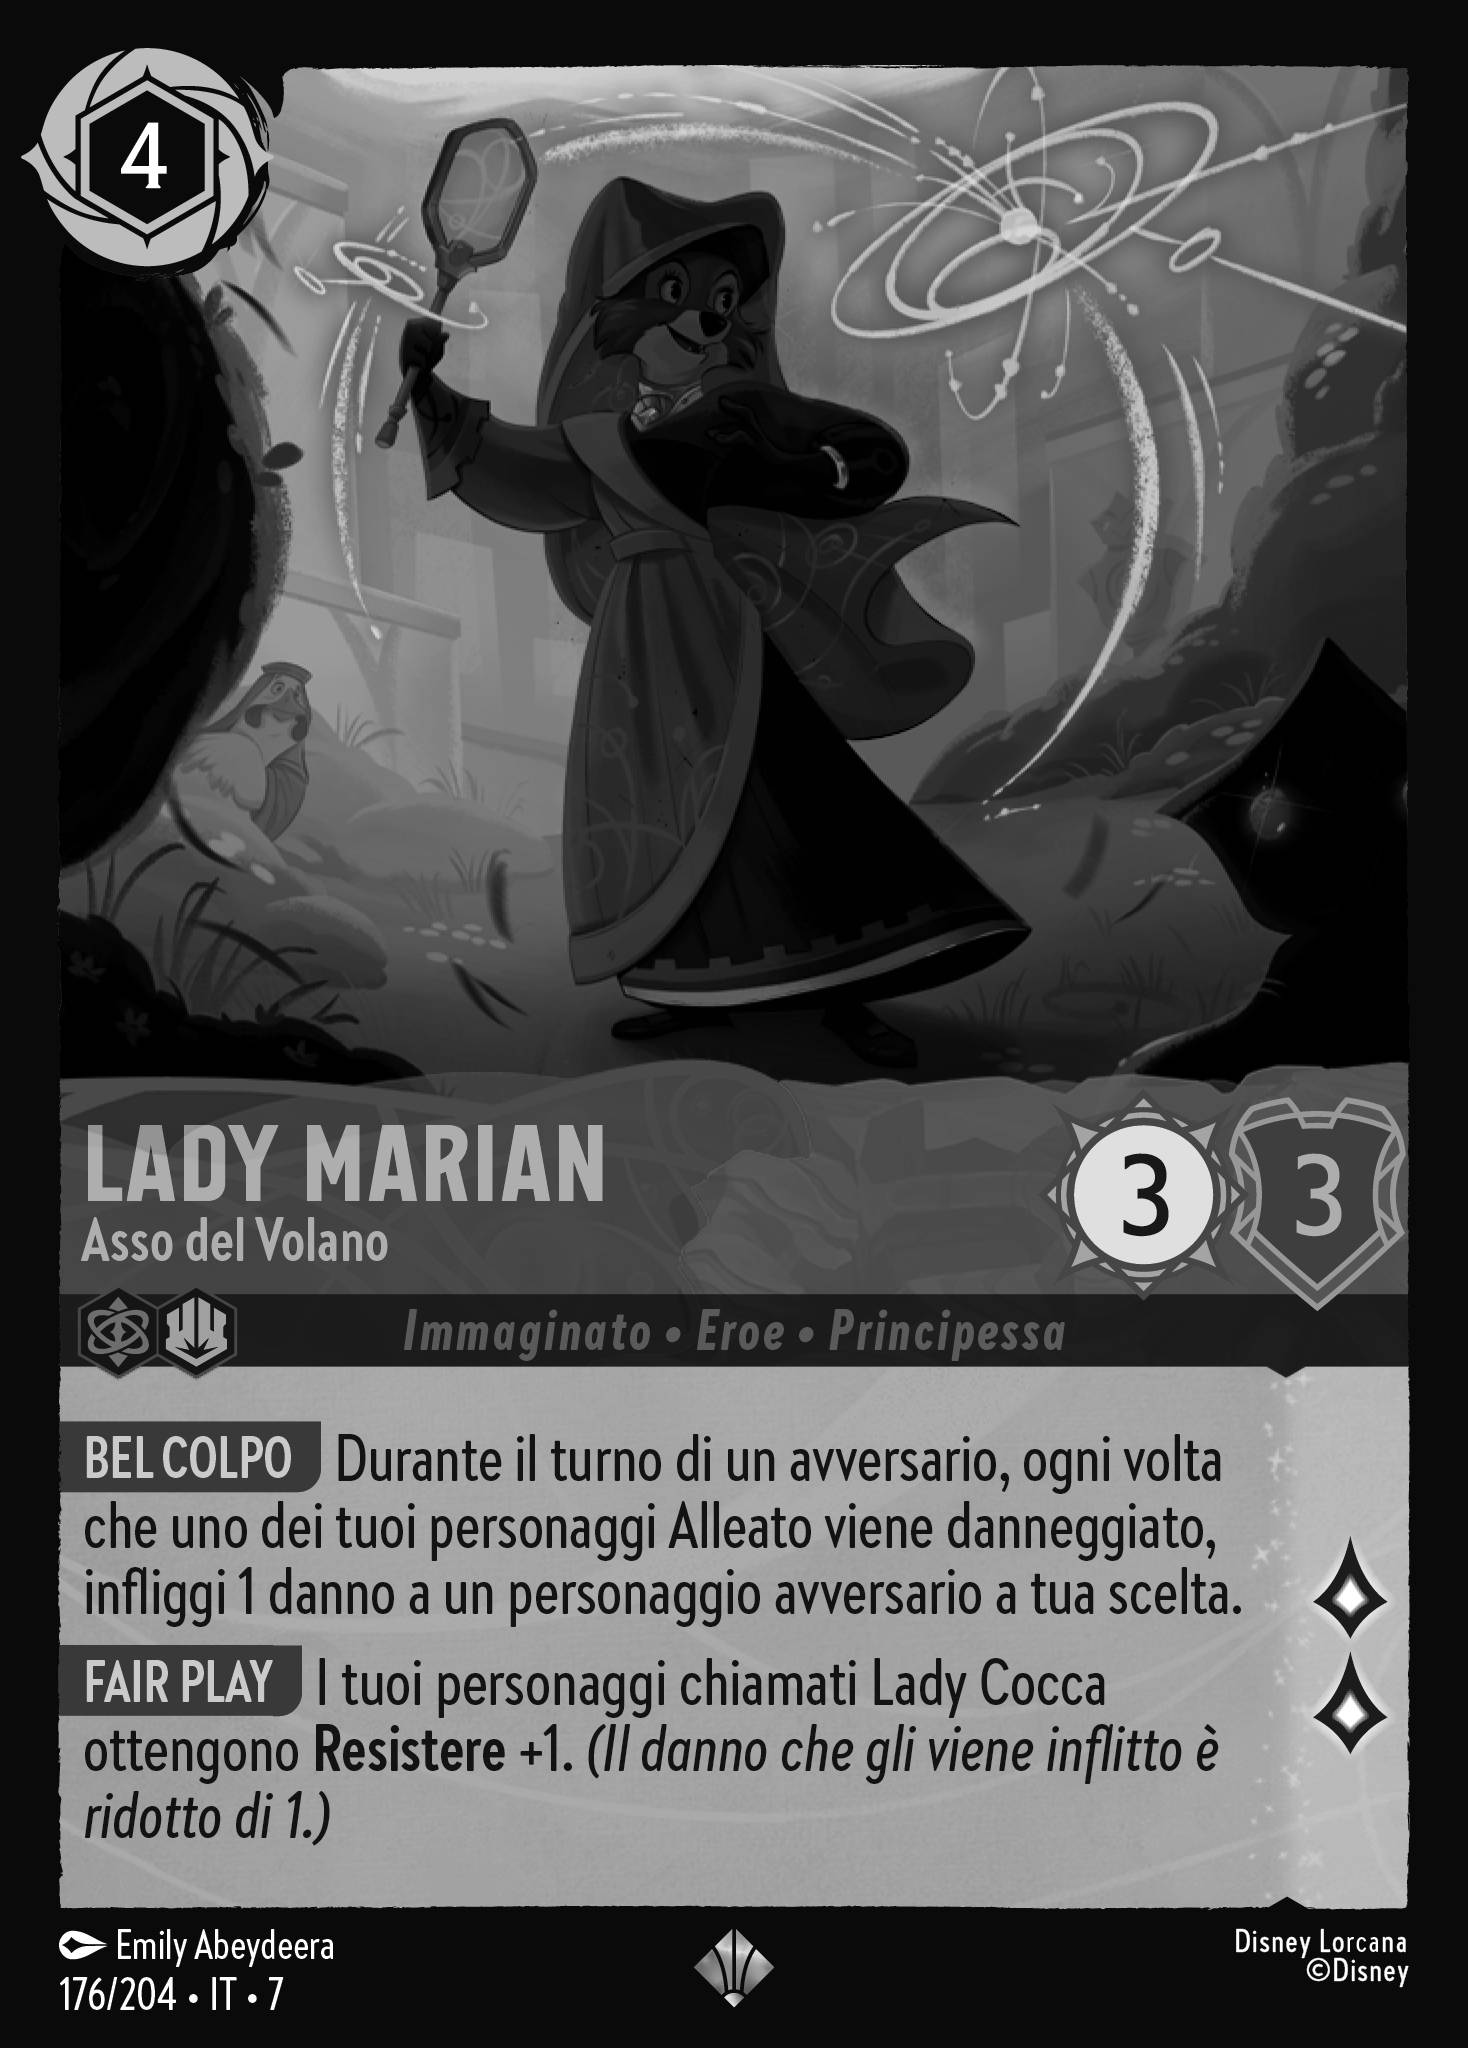 4
LADY MARIAN
Asso del Volano
3
3
Immaginato • Eroe • Principessa
BEL COLPO Durante il turno di un avversario, ogni volta
che uno dei tuoi personaggi Alleato viene danneggiato,
infliggi 1 danno a un personaggio avversario a tua scelta.
FAIR PLAY I tuoi personaggi chiamati Lady Cocca
ottengono Resistere +1. (Il danno che gli viene inflitto è
ridotto di 1.)
Emily Abeydeera
176/204 • IT • 7
Disney Lorcana
©Disney